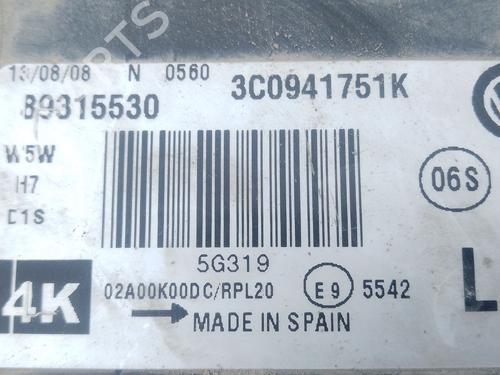 13/08/08 N 0560
89315530 3C0941751K
W5W
H7
D1S
06S
5G319
4K 02A00K00DC/RPL20 E9 5542 L
MADE IN SPAIN